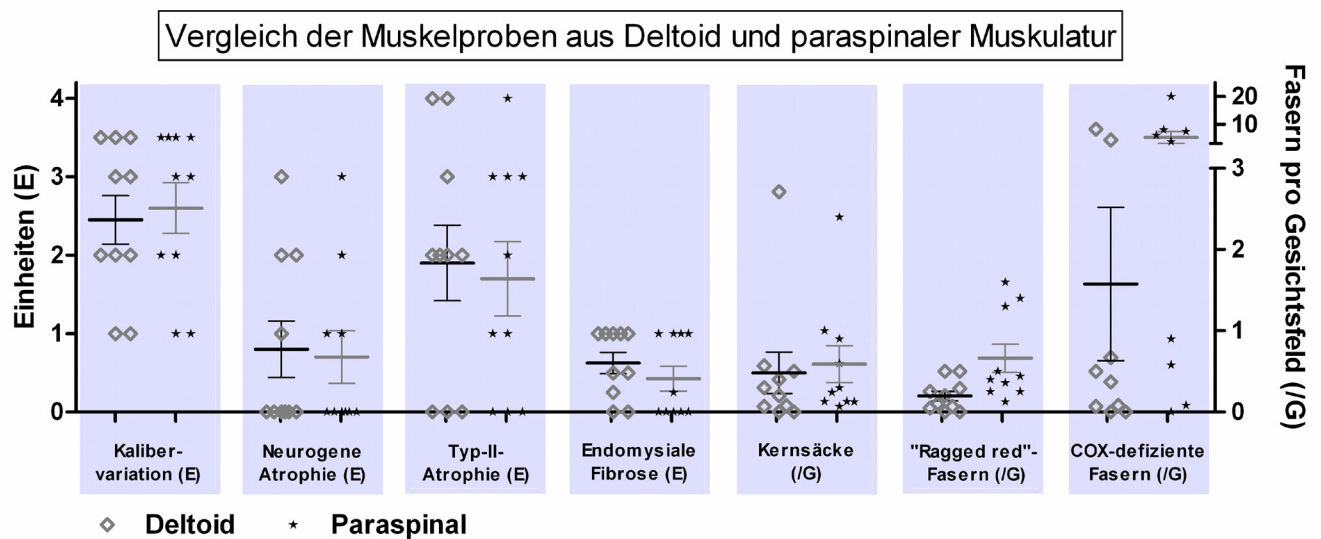 Vergleich der Muskelproben aus Deltoid und paraspinaler Muskulatur
Einheiten (E)
4
3
2
1
0
Fasern pro Gesichtsfeld (/G)
20
10
3
2
1
0
Kaliber-
variation (E)
Neurogene
Atrophie (E)
Typ-II-
Atrophie (E)
Endomysiale
Fibrose (E)
Kernsäcke
(/G)
"Ragged red"-
Fasern (/G)
COX-defiziente
Fasern (/G)
Deltoid
Paraspinal